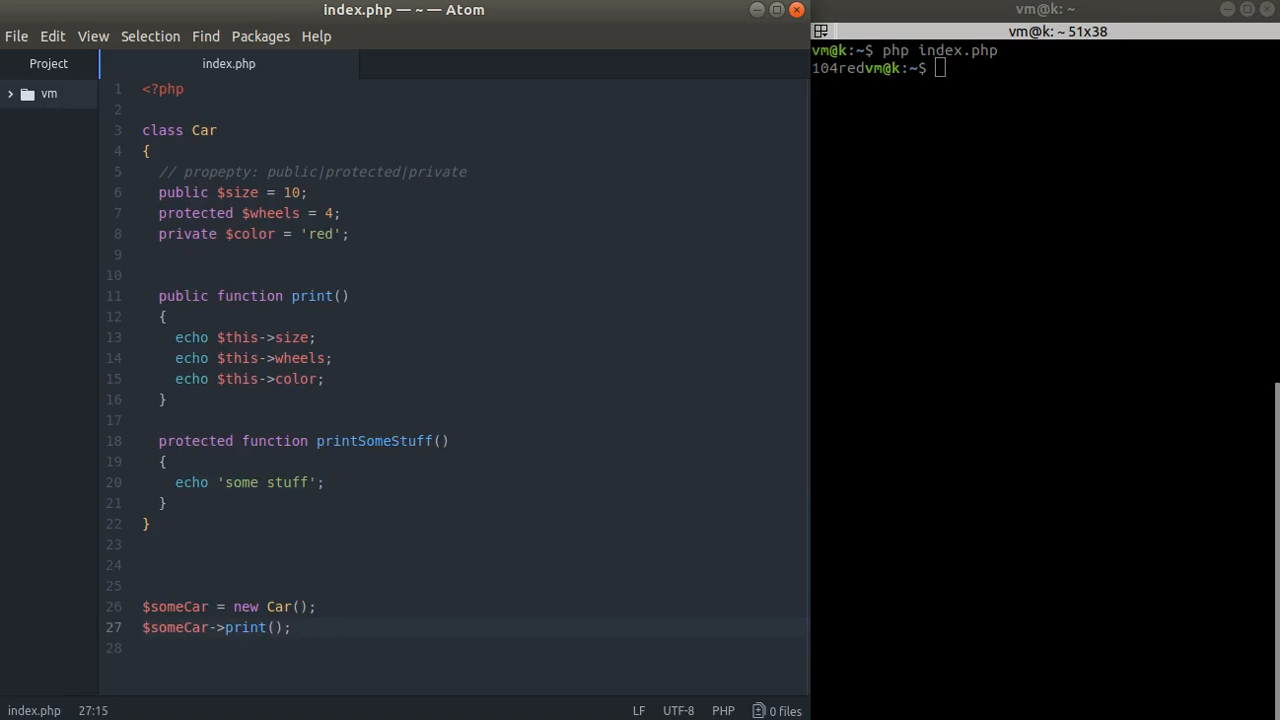 index.php — ~ — Atom
File Edit View Selection Find Packages Help
Project
index.php
vm
1 <?php
2
3 class Car
4 {
5 // propepty: public|protected|private
6 public $size = 10;
7 protected $wheels = 4;
8 private $color = 'red';
9
10
11 public function print()
12 {
13 echo $this->size;
14 echo $this->wheels;
15 echo $this->color;
16 }
17
18 protected function printSomeStuff()
19 {
20 echo 'some stuff';
21 }
22 }
23
24
25
26 $someCar = new Car();
27 $someCar->print();
28
index.php 27:15 LF UTF-8 PHP 0 files
vm@k: ~
vm@k: ~ 51x38
vm@k:~$ php index.php
104redvm@k:~$